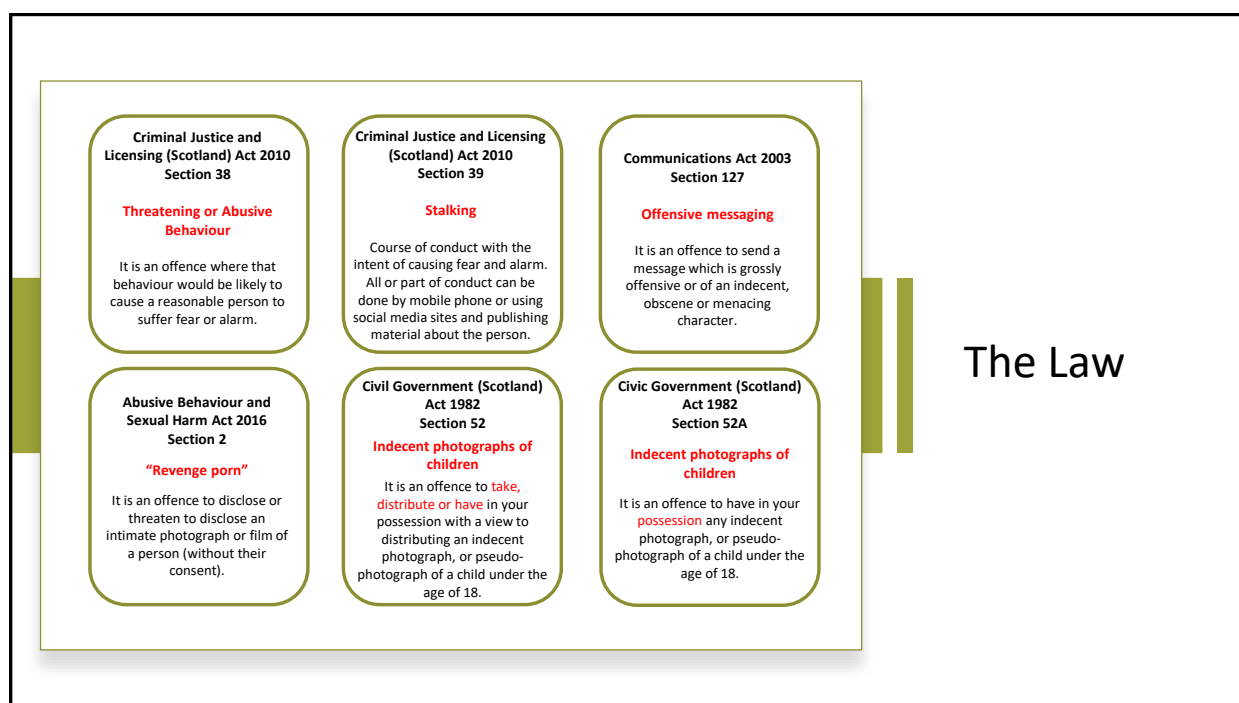 Criminal Justice and
Licensing (Scotland) Act 2010
Section 38
Threatening or Abusive
Behaviour
It is an offence where that
behaviour would be likely to
cause a reasonable person to
suffer fear or alarm.
Criminal Justice and Licensing
(Scotland) Act 2010
Section 39
Stalking
Course of conduct with the
intent of causing fear and alarm.
All or part of conduct can be
done by mobile phone or using
social media sites and publishing
material about the person.
Communications Act 2003
Section 127
Offensive messaging
It is an offence to send a
message which is grossly
offensive or of an indecent,
obscene or menacing
character.
Abusive Behaviour and
Sexual Harm Act 2016
Section 2
“Revenge porn”
It is an offence to disclose or
threaten to disclose an
intimate photograph or film of
a person (without their
consent).
Civil Government (Scotland)
Act 1982
Section 52
Indecent photographs of
children
It is an offence to take,
distribute or have in your
possession with a view to
distributing an indecent
photograph, or pseudo-
photograph of a child under the
age of 18.
Civic Government (Scotland)
Act 1982
Section 52A
Indecent photographs of
children
It is an offence to have in your
possession any indecent
photograph, or pseudo-
photograph of a child under the
age of 18.
The Law